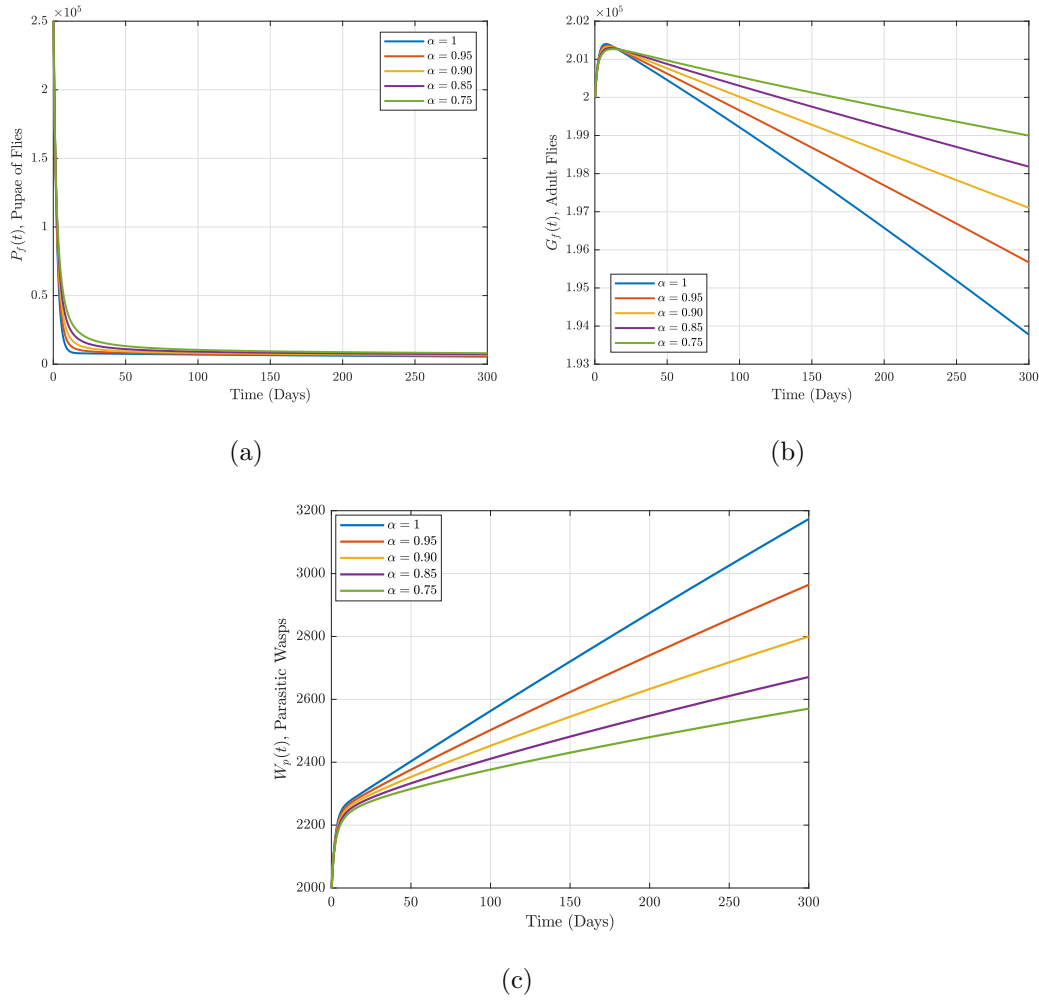 ×10⁵
2.5
2
1.5
1
0.5
0
P_f(t), Pupae of Flies
α = 1
α = 0.95
α = 0.90
α = 0.85
α = 0.75
0 50 100 150 200 250 300
Time (Days)
(a)
×10⁵
2.02
2.01
2
1.99
1.98
1.97
1.96
1.95
1.94
1.93
G_f(t), Adult Flies
α = 1
α = 0.95
α = 0.90
α = 0.85
α = 0.75
0 50 100 150 200 250 300
Time (Days)
(b)
3200
3000
2800
2600
2400
2200
2000
W_p(t), Parasitic Wasps
α = 1
α = 0.95
α = 0.90
α = 0.85
α = 0.75
0 50 100 150 200 250 300
Time (Days)
(c)